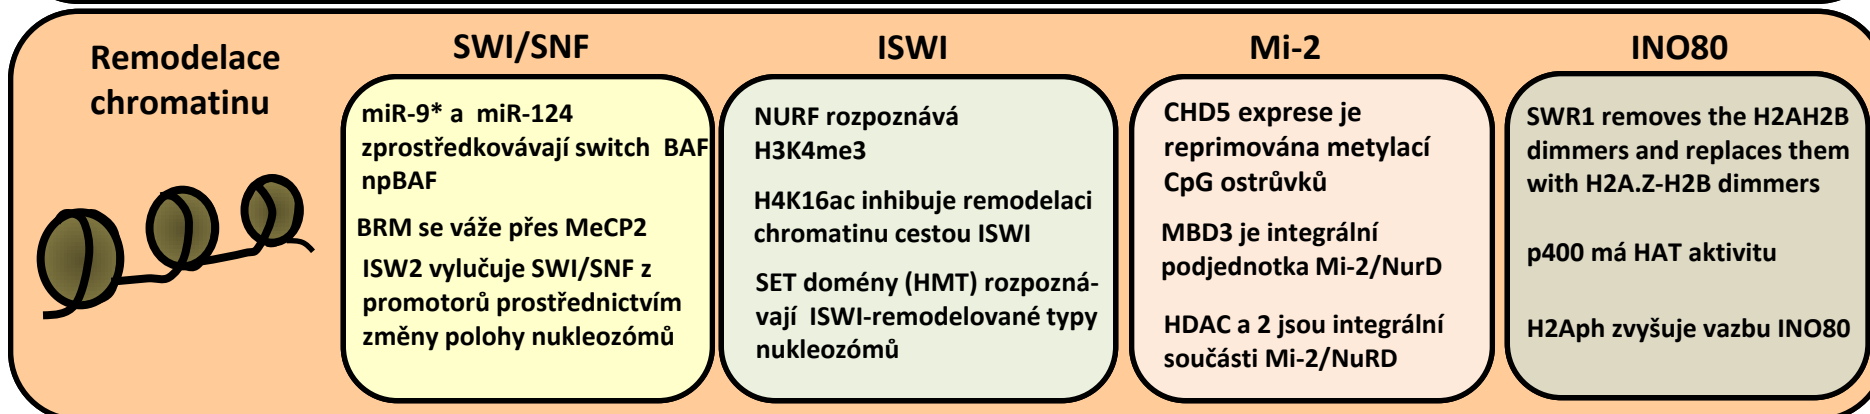 Remodelace
chromatinu
SWI/SNF
miR-9* a miR-124
zprostředkovávají switch BAF
npBAF
BRM se váže přes MeCP2
ISW2 vylučuje SWI/SNF z
promotorů prostřednictvím
změny polohy nukleozómů
ISWI
NURF rozpoznává
H3K4me3
H4K16ac inhibuje remodelaci
chromatinu cestou ISWI
SET domény (HMT) rozpozná-
vají ISWI-remodelované typy
nukleozómů
Mi-2
CHD5 exprese je
reprimována metylací
CpG ostrůvků
MBD3 je integrální
podjednotka Mi-2/NurD
HDAC a 2 jsou integrální
součásti Mi-2/NuRD
INO80
SWR1 removes the H2AH2B
dimmers and replaces them
with H2A.Z-H2B dimmers
p400 má HAT aktivitu
H2Aph zvyšuje vazbu INO80